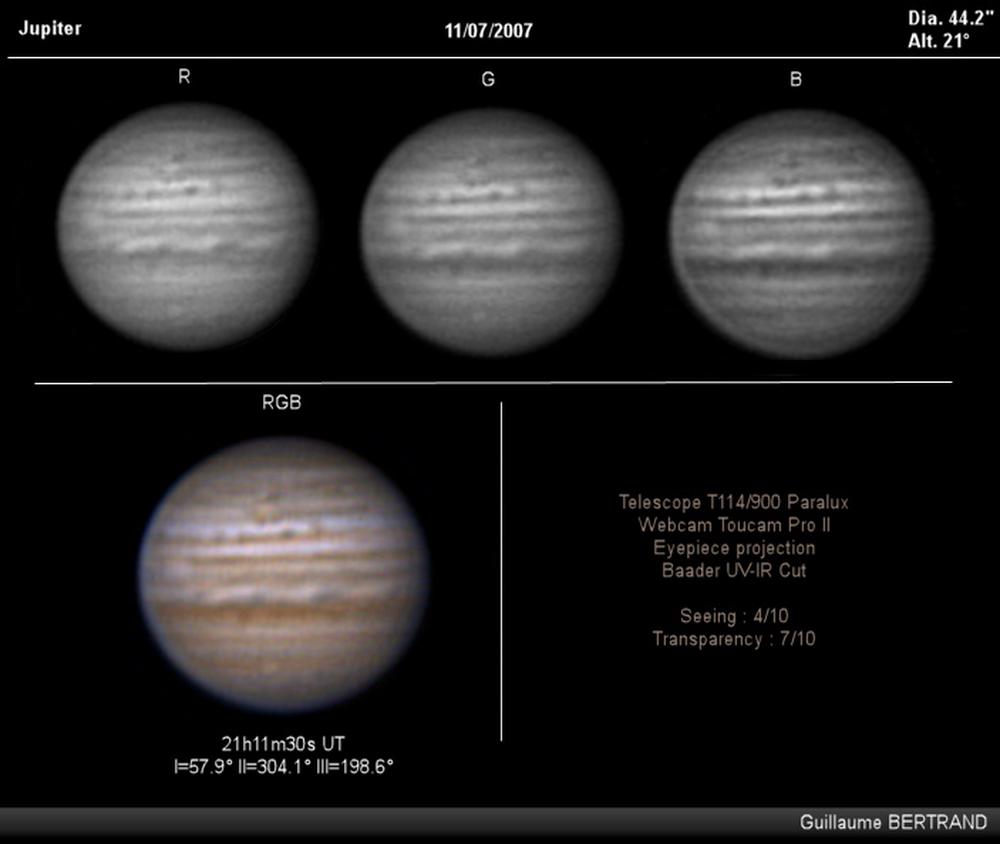 Jupiter
11/07/2007
Dia. 44.2"
Alt. 21°
R
G
B
RGB
Telescope T114/900 Paralux
Webcam Toucam Pro II
Eyepiece projection
Baader UV-IR Cut
Seeing : 4/10
Transparency : 7/10
21h11m30s UT
I=57.9° II=304.1° III=198.6°
Guillaume BERTRAND